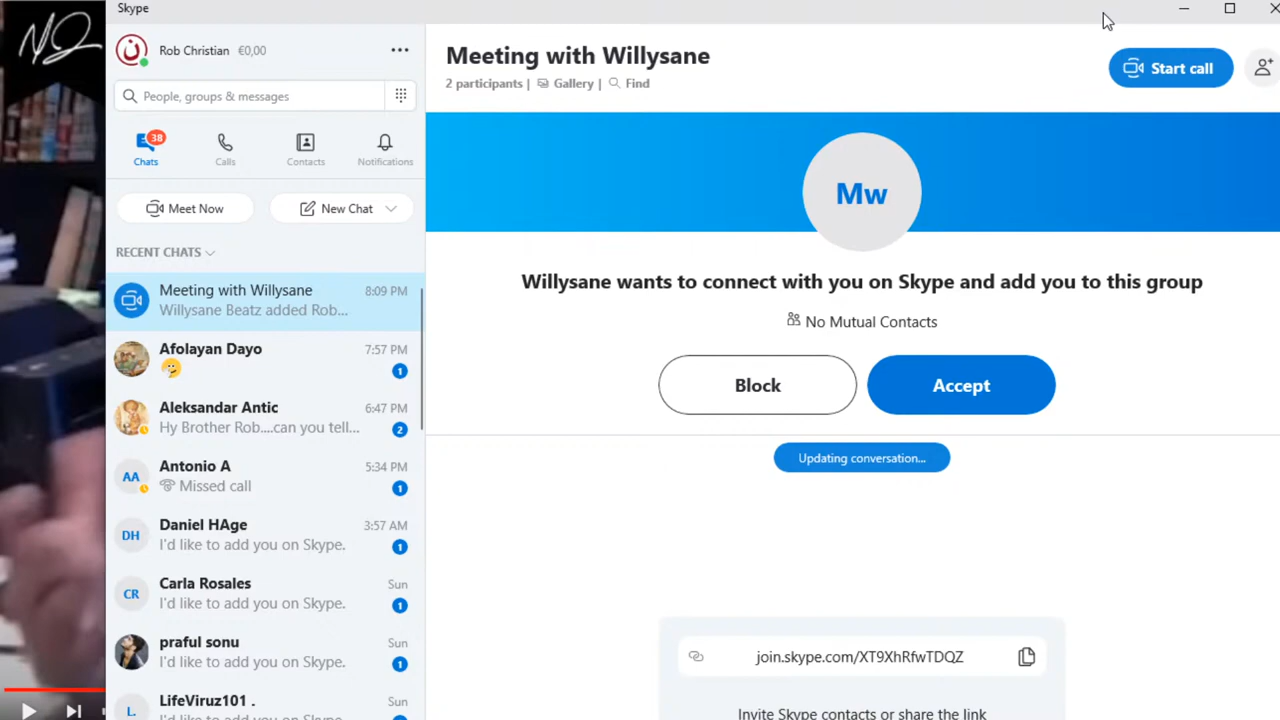 Skype
ن
Rob Christian €0,00
People, groups & messages
38
Chats
Calls
Contacts
Notifications
Meet Now
New Chat
RECENT CHATS
Meeting with Willysane 8:09 PM
Willysane Beatz added Rob...
Afolayan Dayo 7:57 PM
1
Aleksandar Antic 6:47 PM
Hy Brother Rob....can you tell... 2
AA
Antonio A 5:34 PM
Missed call 1
DH
Daniel HAge 3:57 AM
I'd like to add you on Skype. 1
CR
Carla Rosales Sun
I'd like to add you on Skype. 1
praful sonu Sun
I'd like to add you on Skype. 1
L.
LifeViruz101 . Sun
I'd like to add you on Skype.
Meeting with Willysane
2 participants | Gallery | Find
Start call
Mw
Willysane wants to connect with you on Skype and add you to this group
No Mutual Contacts
Block
Accept
Updating conversation...
join.skype.com/XT9XhRfwTDQZ
Invite Skype contacts or share the link